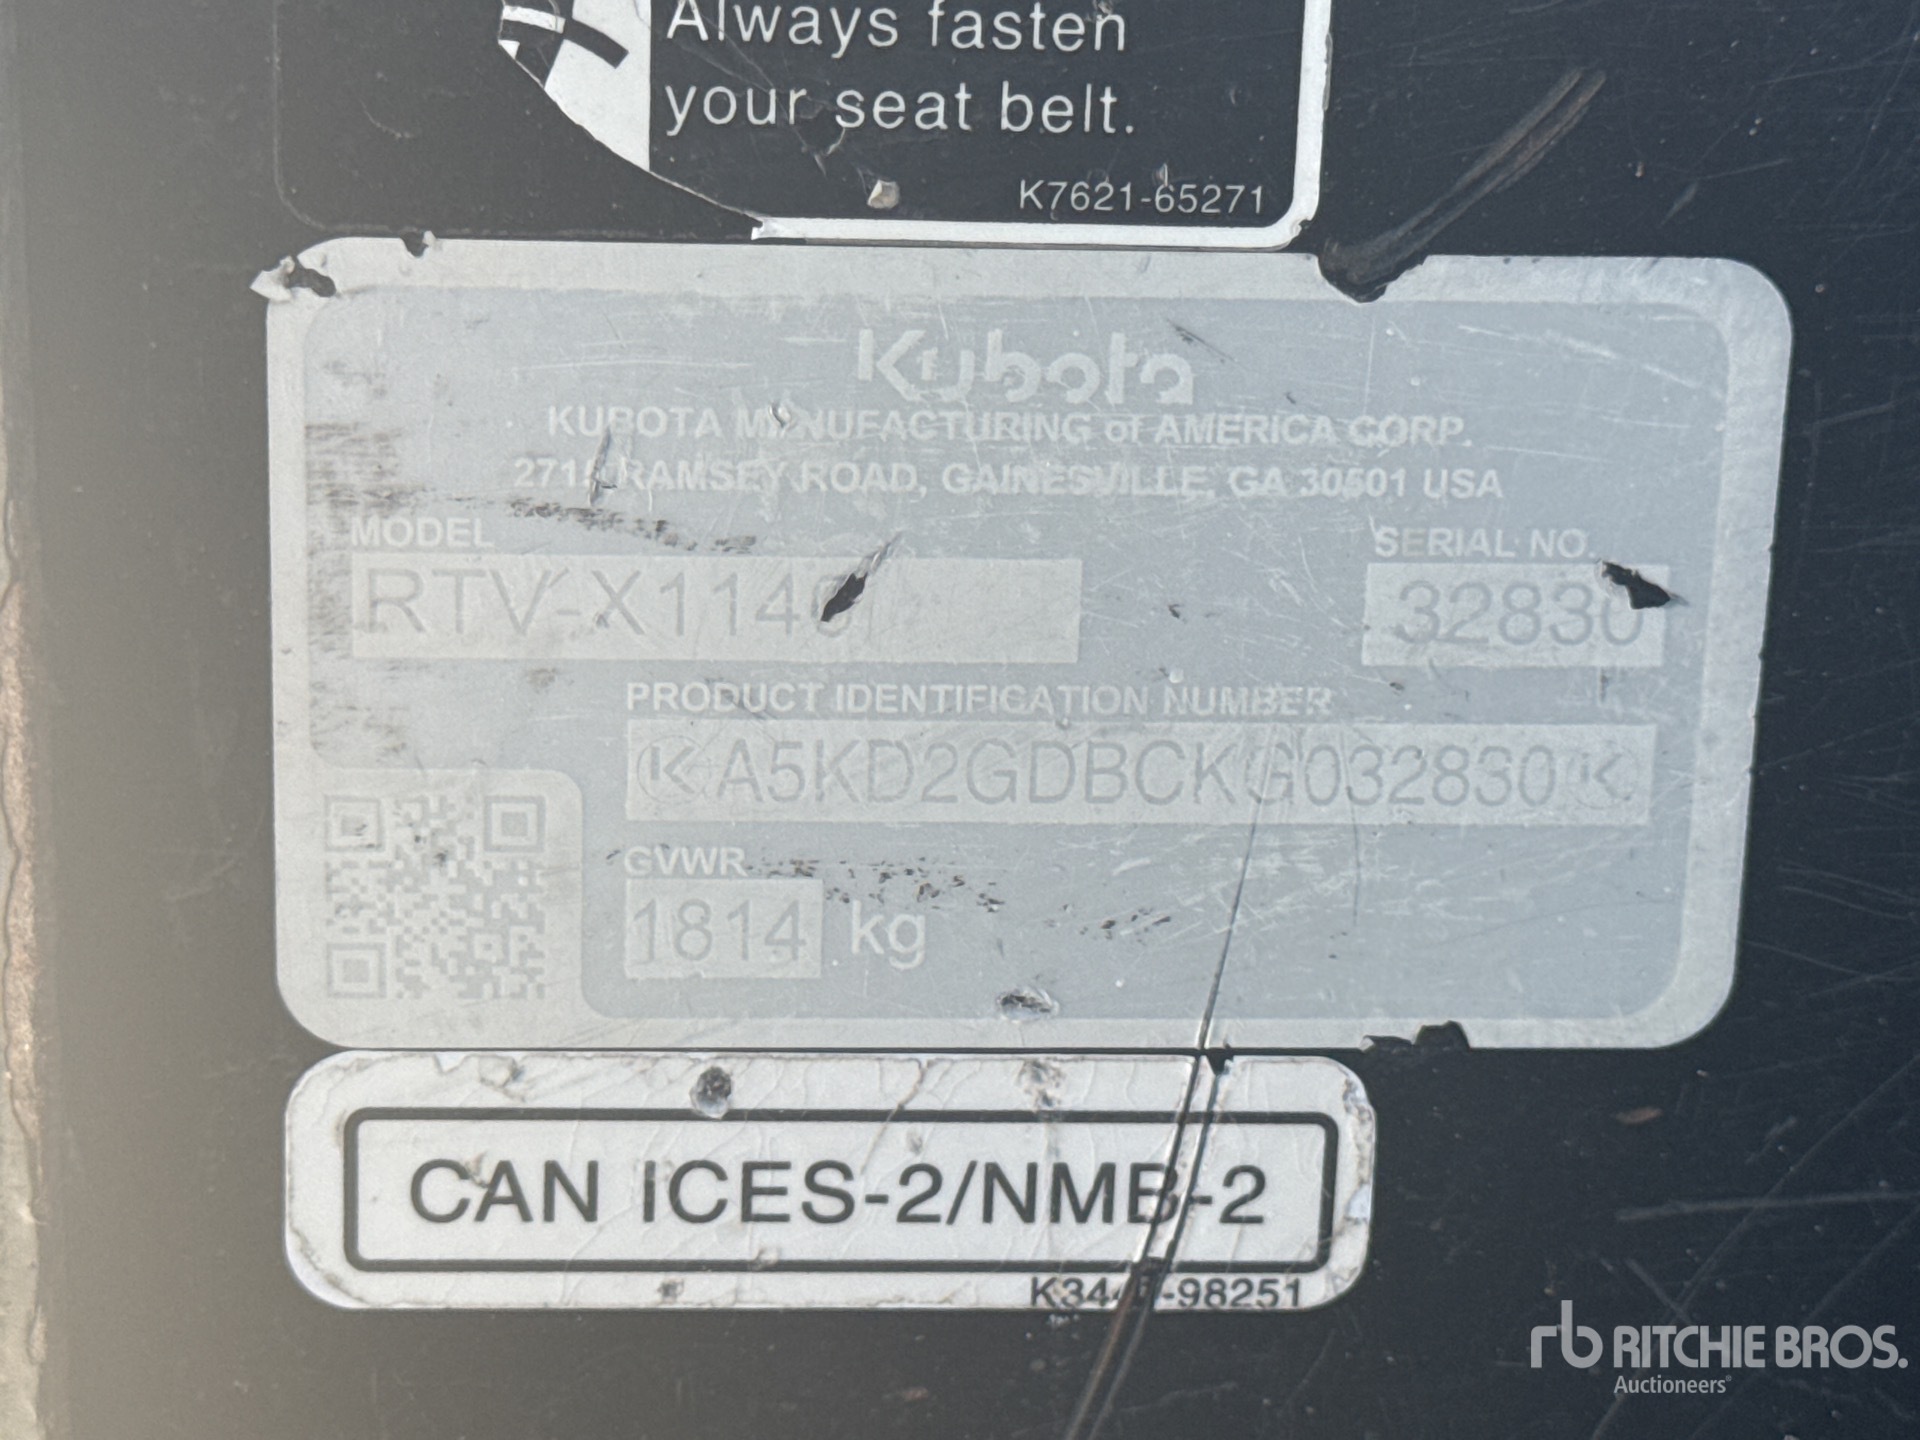 Always fasten
your seat belt.
K7621-65271
Kubota
KUBOTA MANUFACTURING of AMERICA CORP.
2715 RAMSEY ROAD, GAINESVILLE, GA 30501 USA
MODEL
SERIAL NO.
RTV-X1140
32830
PRODUCT IDENTIFICATION NUMBER
A5KD2GDBCKG032830
GVWR
1814 kg
CAN ICES-2/NMB-2
rb RITCHIE BROS.
Auctioneers